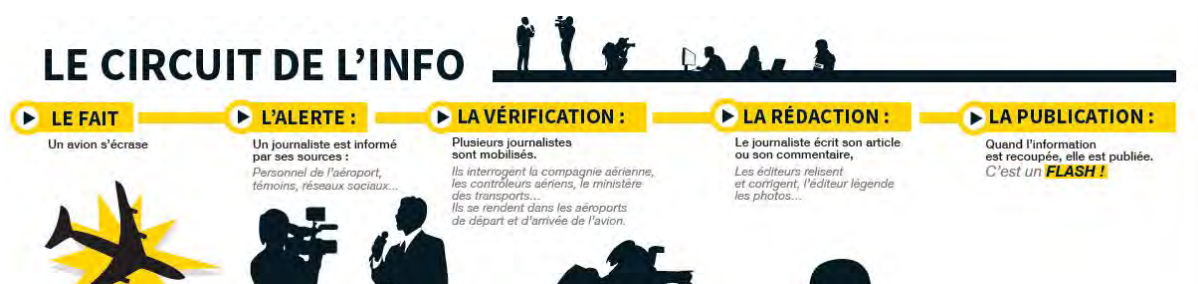 LE CIRCUIT DE L'INFO
LE FAIT
Un avion s'écrase
L'ALERTE :
Un journaliste est informé
par ses sources :
Personnel de l'aéroport,
témoins, réseaux sociaux...
LA VÉRIFICATION :
Plusieurs journalistes
sont mobilisés.
Ils interrogent la compagnie aérienne,
les contrôleurs aériens, le ministère
des transports...
Ils se rendent dans les aéroports
de départ et d'arrivée de l'avion.
LA RÉDACTION :
Le journaliste écrit son article
ou son commentaire,
Les éditeurs relisent
et corrigent, l'éditeur légende
les photos...
LA PUBLICATION :
Quand l'information
est recoupée, elle est publiée.
C'est un FLASH !